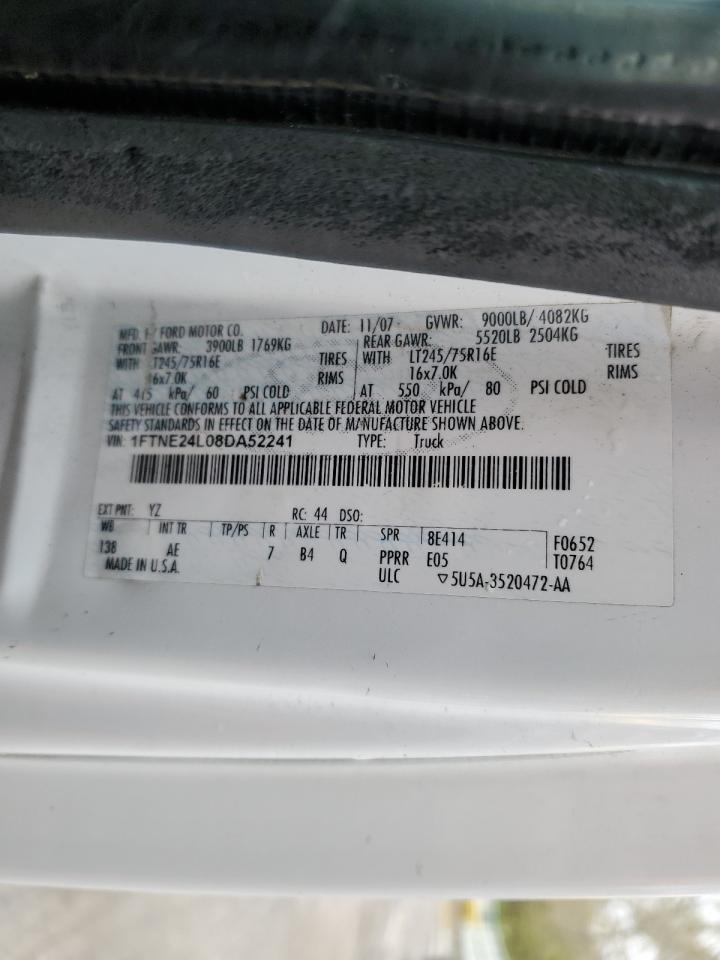 MFD. BY FORD MOTOR CO. DATE: 11/07 GVWR: 9000LB/ 4082KG
FRONT GAWR: 3900LB 1769KG REAR GAWR: 5520LB 2504KG
WITH LT245/75R16E TIRES WITH LT245/75R16E TIRES
16x7.0K RIMS 16x7.0K RIMS
AT 415 kPa/ 60 PSI COLD AT 550 kPa/ 80 PSI COLD
THIS VEHICLE CONFORMS TO ALL APPLICABLE FEDERAL MOTOR VEHICLE
SAFETY STANDARDS IN EFFECT ON THE DATE OF MANUFACTURE SHOWN ABOVE.
VIN: 1FTNE24L08DA52241 TYPE: Truck
EXT PNT: YZ RC: 44 DSO:
WB INT TR TP/PS R AXLE TR SPR 8E414 F0652
138 AE 7 B4 Q PPRR E05 T0764
MADE IN U.S.A. ULC ▽5U5A-3520472-AA